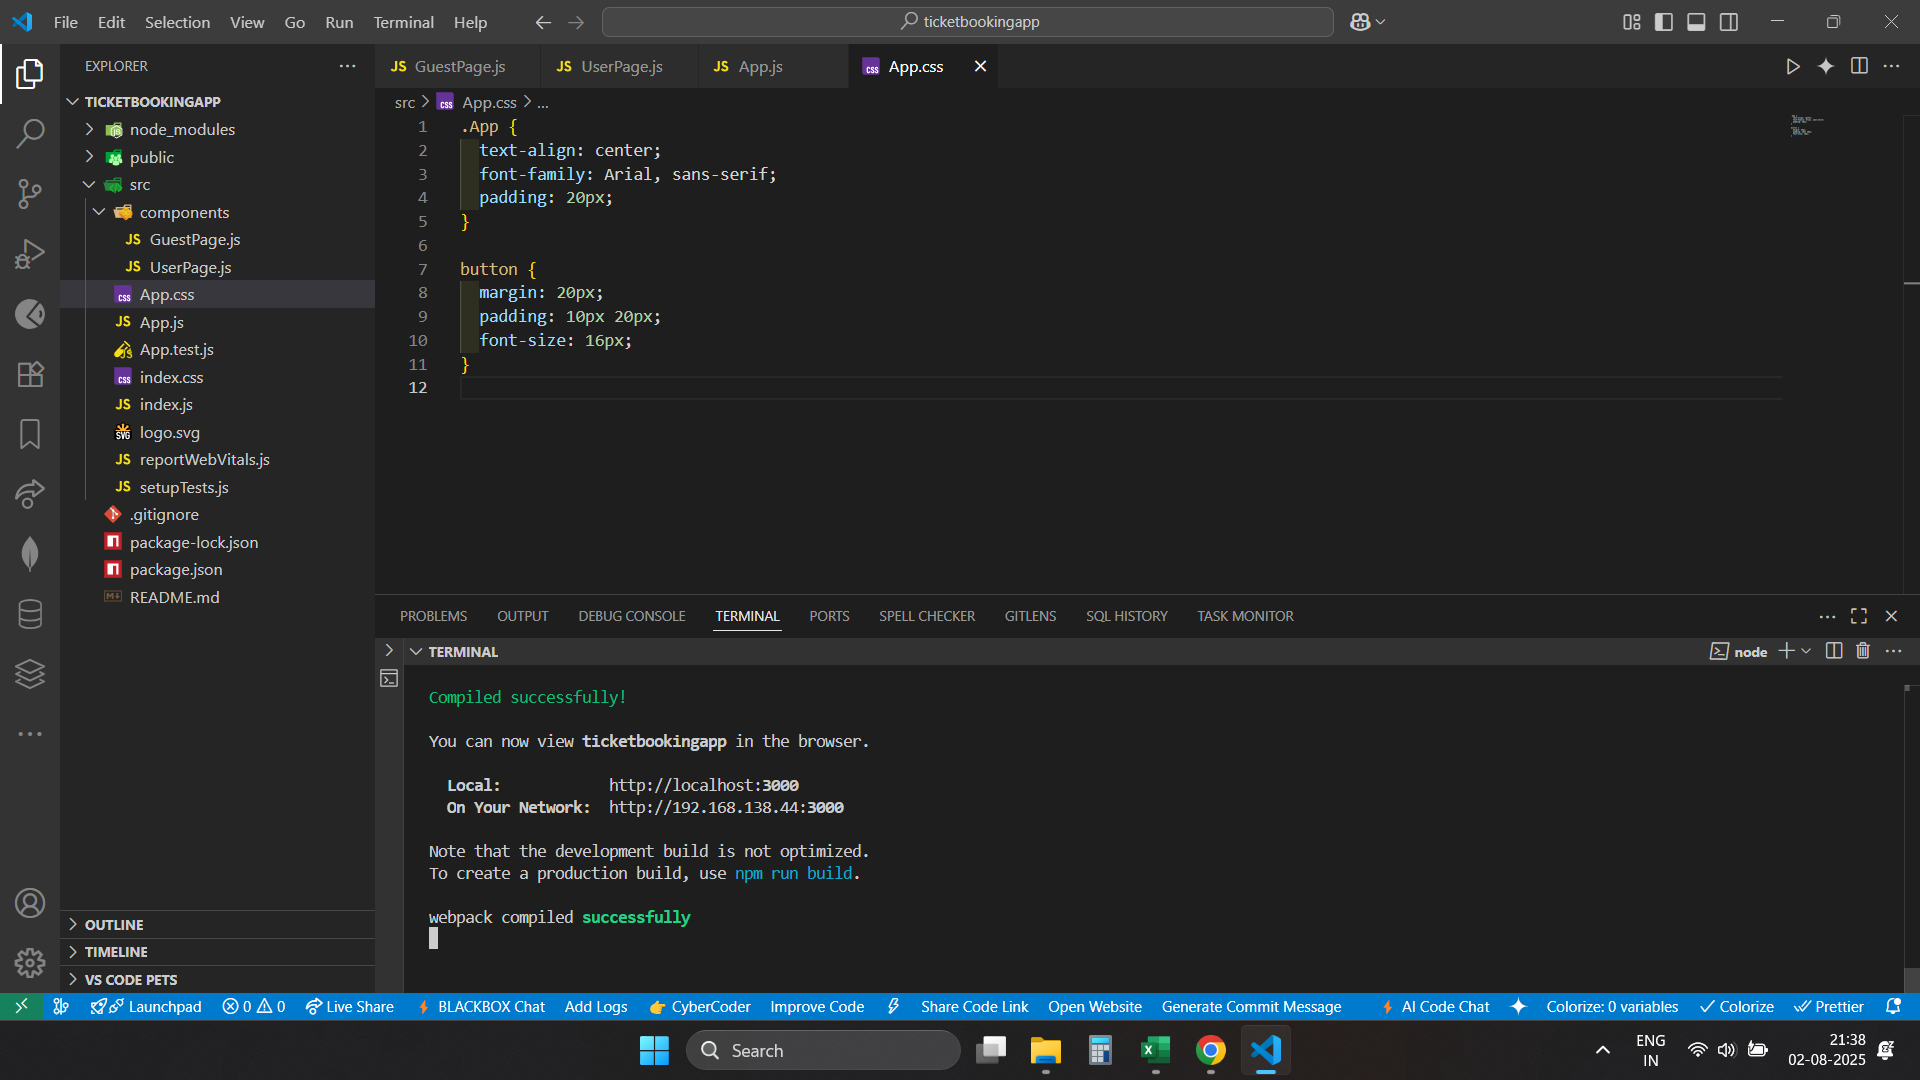 File Edit Selection View Go Run Terminal Help
ticketbookingapp
EXPLORER
TICKETBOOKINGAPP
node_modules
public
src
components
GuestPage.js
UserPage.js
App.css
App.js
App.test.js
index.css
index.js
logo.svg
reportWebVitals.js
setupTests.js
.gitignore
package-lock.json
package.json
README.md
OUTLINE
TIMELINE
VS CODE PETS
JS GuestPage.js JS UserPage.js JS App.js App.css
src > App.css > ...
1 .App {
2 text-align: center;
3 font-family: Arial, sans-serif;
4 padding: 20px;
5 }
6
7 button {
8 margin: 20px;
9 padding: 10px 20px;
10 font-size: 16px;
11 }
12
PROBLEMS OUTPUT DEBUG CONSOLE TERMINAL PORTS SPELL CHECKER GITLENS SQL HISTORY TASK MONITOR
TERMINAL
node
Compiled successfully!
You can now view ticketbookingapp in the browser.
Local: http://localhost:3000
On Your Network: http://192.168.138.44:3000
Note that the development build is not optimized.
To create a production build, use npm run build.
webpack compiled successfully
Launchpad 0 0 Live Share BLACKBOX Chat Add Logs CyberCoder Improve Code Share Code Link Open Website Generate Commit Message AI Code Chat Colorize: 0 variables Colorize Prettier
Search
ENG
IN
21:38
02-08-2025